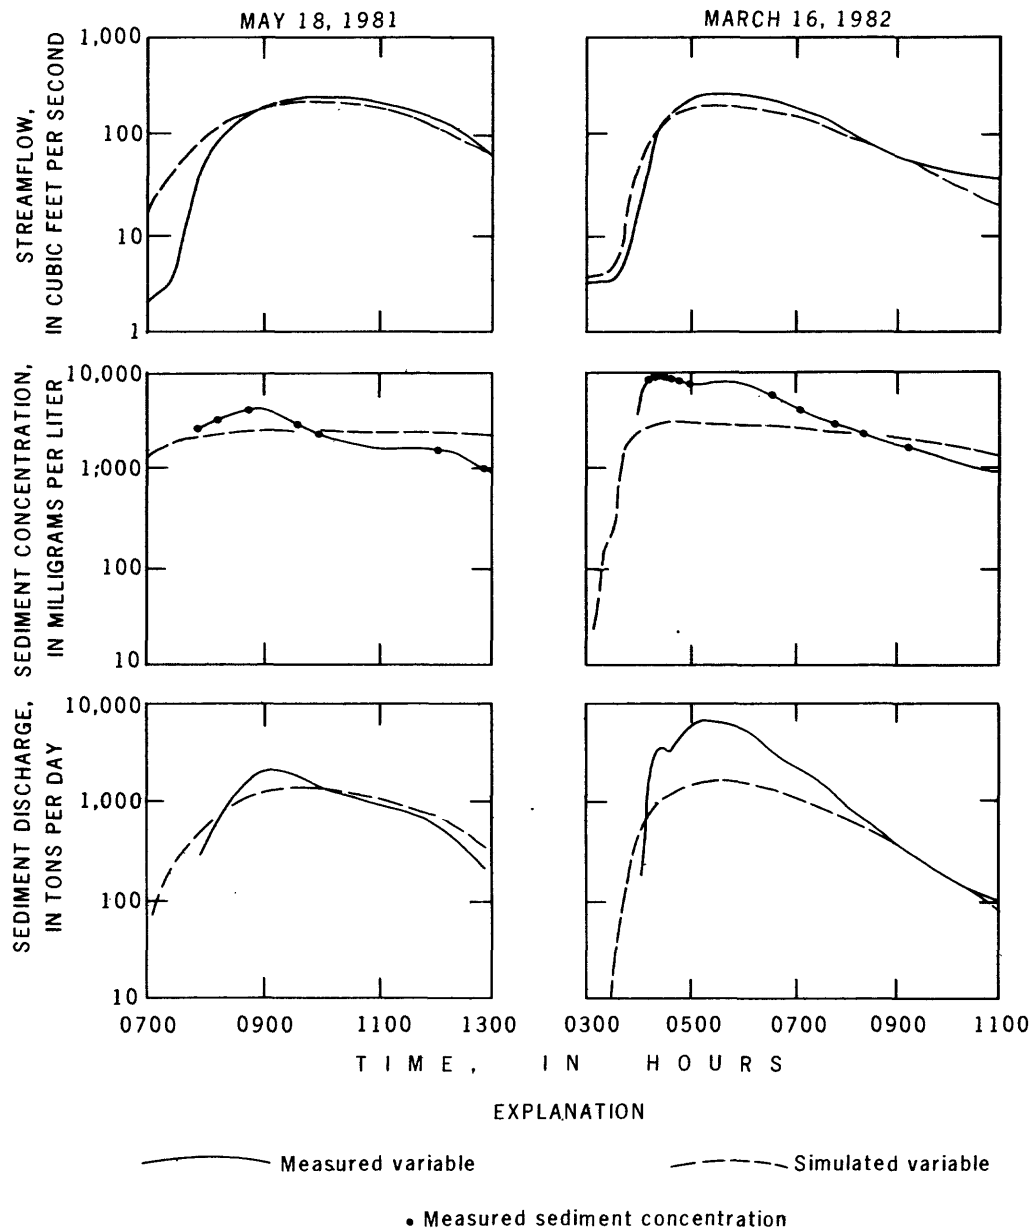 MAY 18, 1981
MARCH 16, 1982
STREAMFLOW,
IN CUBIC FEET PER SECOND
1,000
100
10
1
SEDIMENT CONCENTRATION,
IN MILLIGRAMS PER LITER
10,000
1,000
100
10
SEDIMENT DISCHARGE,
IN TONS PER DAY
10,000
1,000
100
10
0700 0900 1100 1300
0300 0500 0700 0900 1100
TIME, IN HOURS
EXPLANATION
Measured variable
Simulated variable
Measured sediment concentration